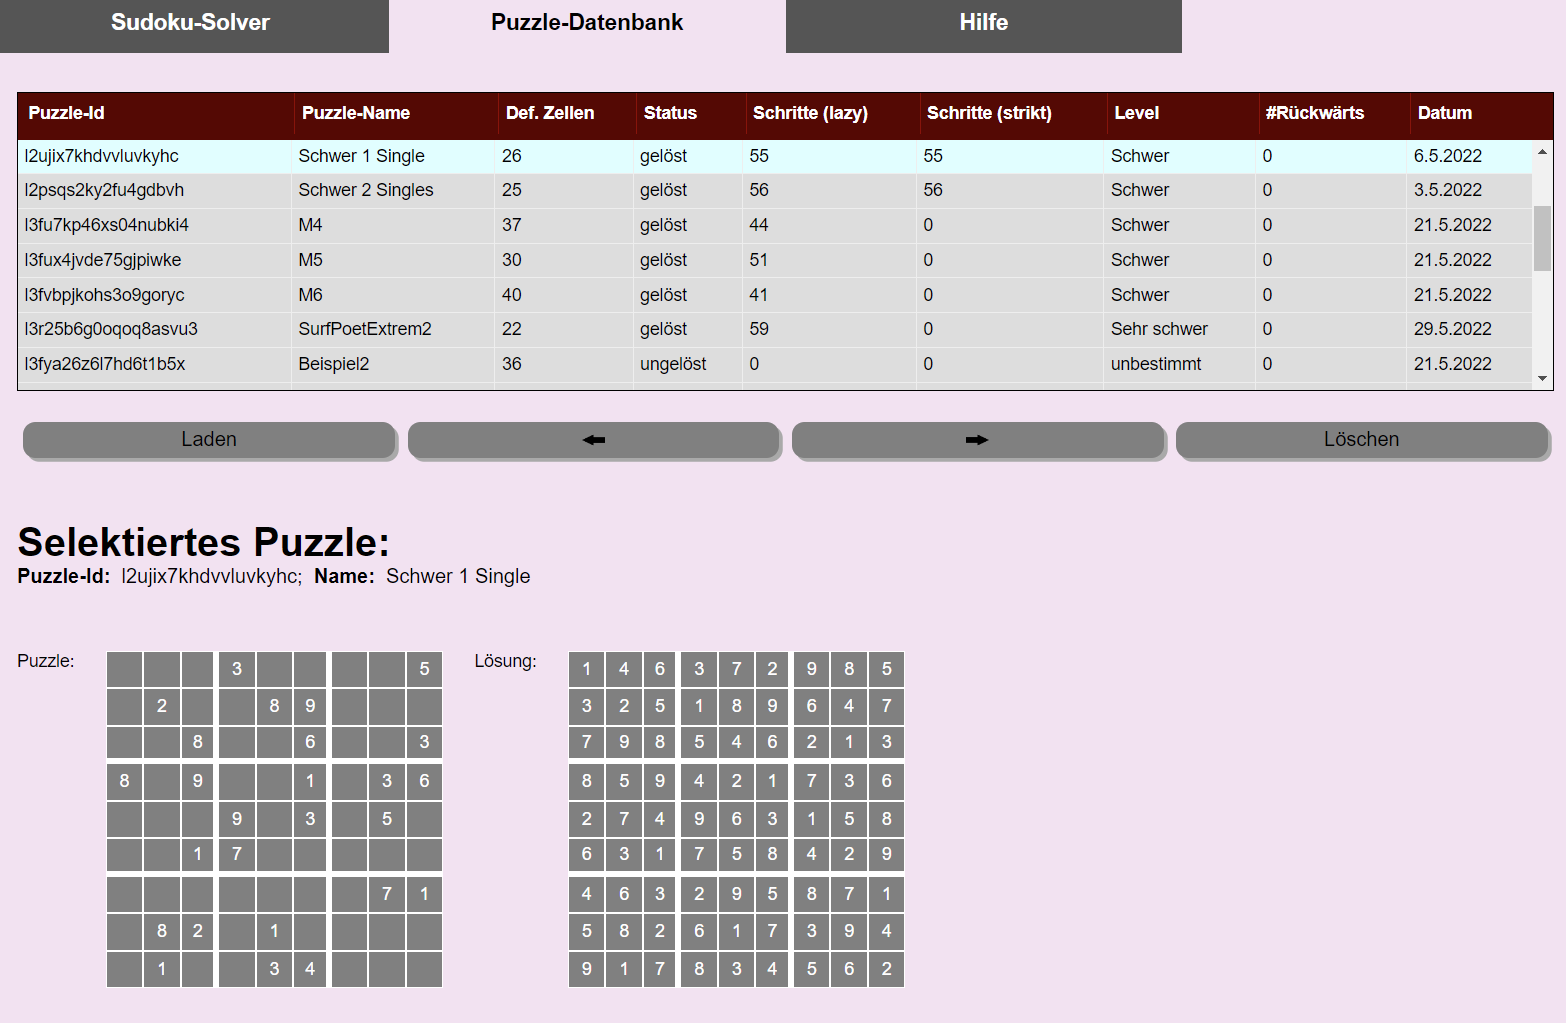 Sudoku-Solver Puzzle-Datenbank Hilfe
Puzzle-Id Puzzle-Name Def. Zellen Status Schritte (lazy) Schritte (strikt) Level #Rückwärts Datum
l2ujix7khdvvluvkyhc Schwer 1 Single 26 gelöst 55 55 Schwer 0 6.5.2022
l2psqs2ky2fu4gdbvh Schwer 2 Singles 25 gelöst 56 56 Schwer 0 3.5.2022
l3fu7kp46xs04nubki4 M4 37 gelöst 44 0 Schwer 0 21.5.2022
l3fux4jvde75gjpiwke M5 30 gelöst 51 0 Schwer 0 21.5.2022
l3fvbpjkohs3o9goryc M6 40 gelöst 41 0 Schwer 0 21.5.2022
l3r25b6g0oqoq8asvu3 SurfPoetExtrem2 22 gelöst 59 0 Sehr schwer 0 29.5.2022
l3fya26z6l7hd6t1b5x Beispiel2 36 ungelöst 0 0 unbestimmt 0 21.5.2022
Laden ← → Löschen
Selektiertes Puzzle:
Puzzle-Id: l2ujix7khdvvluvkyhc; Name: Schwer 1 Single
Puzzle:
3 5
2 8 9
8 6 3
8 9 1 3 6
9 3 5
1 7
7 1
8 2 1
1 3 4
Lösung:
1 4 6 3 7 2 9 8 5
3 2 5 1 8 9 6 4 7
7 9 8 5 4 6 2 1 3
8 5 9 4 2 1 7 3 6
2 7 4 9 6 3 1 5 8
6 3 1 7 5 8 4 2 9
4 6 3 2 9 5 8 7 1
5 8 2 6 1 7 3 9 4
9 1 7 8 3 4 5 6 2